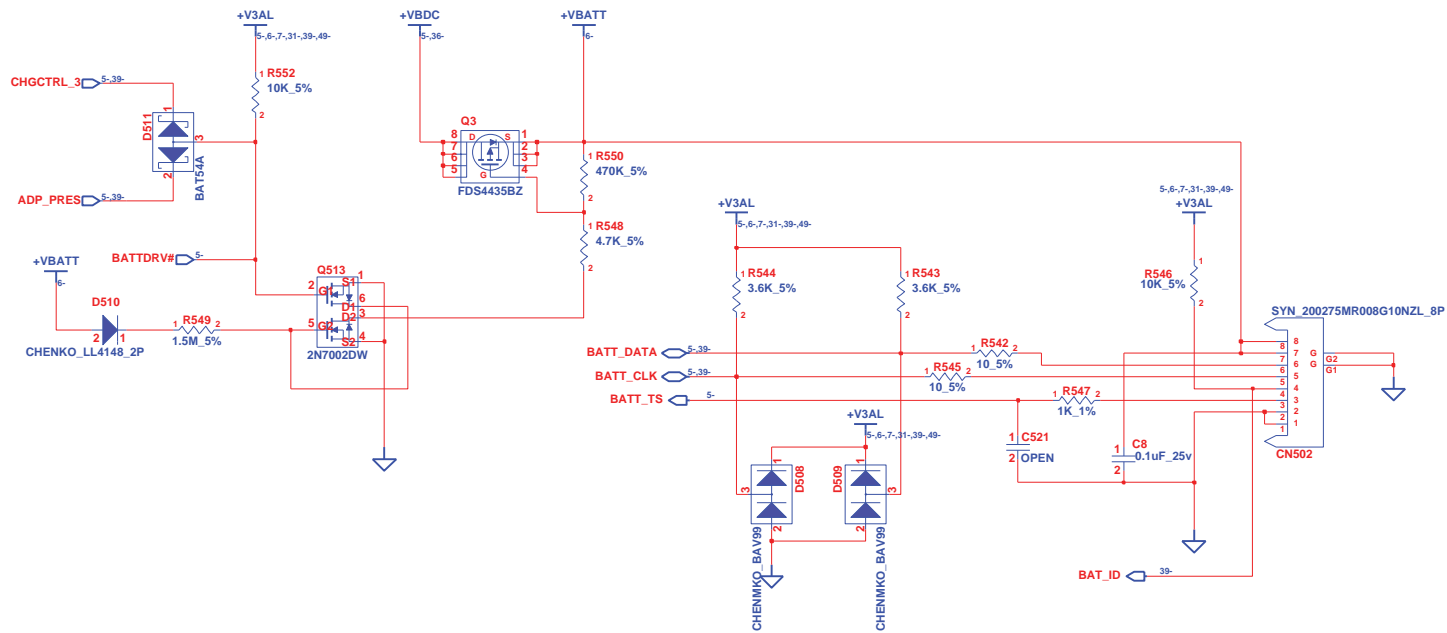 +V3AL
5-,6-,7-,31-,39-,49-
+VBDC
5-,36-
+VBATT
6-
CHGCTRL_3
5-,39-
1
R552
10K_5%
2
D511
1
3
2
BAT54A
ADP_PRES
5-,39-
Q3
8
7
6
5
D
S
G
1
2
3
4
FDS4435BZ
1
R550
470K_5%
2
1
R548
4.7K_5%
2
BATTDRV#
5-
+VBATT
6-
D510
2
1
CHENKO_LL4148_2P
1
R549
2
1.5M_5%
Q513
2
G1
S1
1
6
D1
D2
3
5
G2
S2
4
2N7002DW
+V3AL
5-,6-,7-,31-,39-,49-
1
R544
3.6K_5%
2
1
R543
3.6K_5%
2
5-,6-,7-,31-,39-,49-
+V3AL
1
R546
10K_5%
2
SYN_200275MR008G10NZL_8P
BATT_DATA
5-,39-
1
R542
2
10_5%
BATT_CLK
5-,39-
1
R545
2
10_5%
BATT_TS
5-
1
R547
2
1K_1%
8
7
6
5
4
3
2
1
8
7
6
5
4
3
2
1
G
G
G2
G1
CN502
+V3AL
5-,6-,7-,31-,39-,49-
1
C521
2
OPEN
1
C8
0.1uF_25v
2
1
D508
3
2
CHENMKO_BAV99
1
D509
3
2
CHENMKO_BAV99
BAT_ID
39-